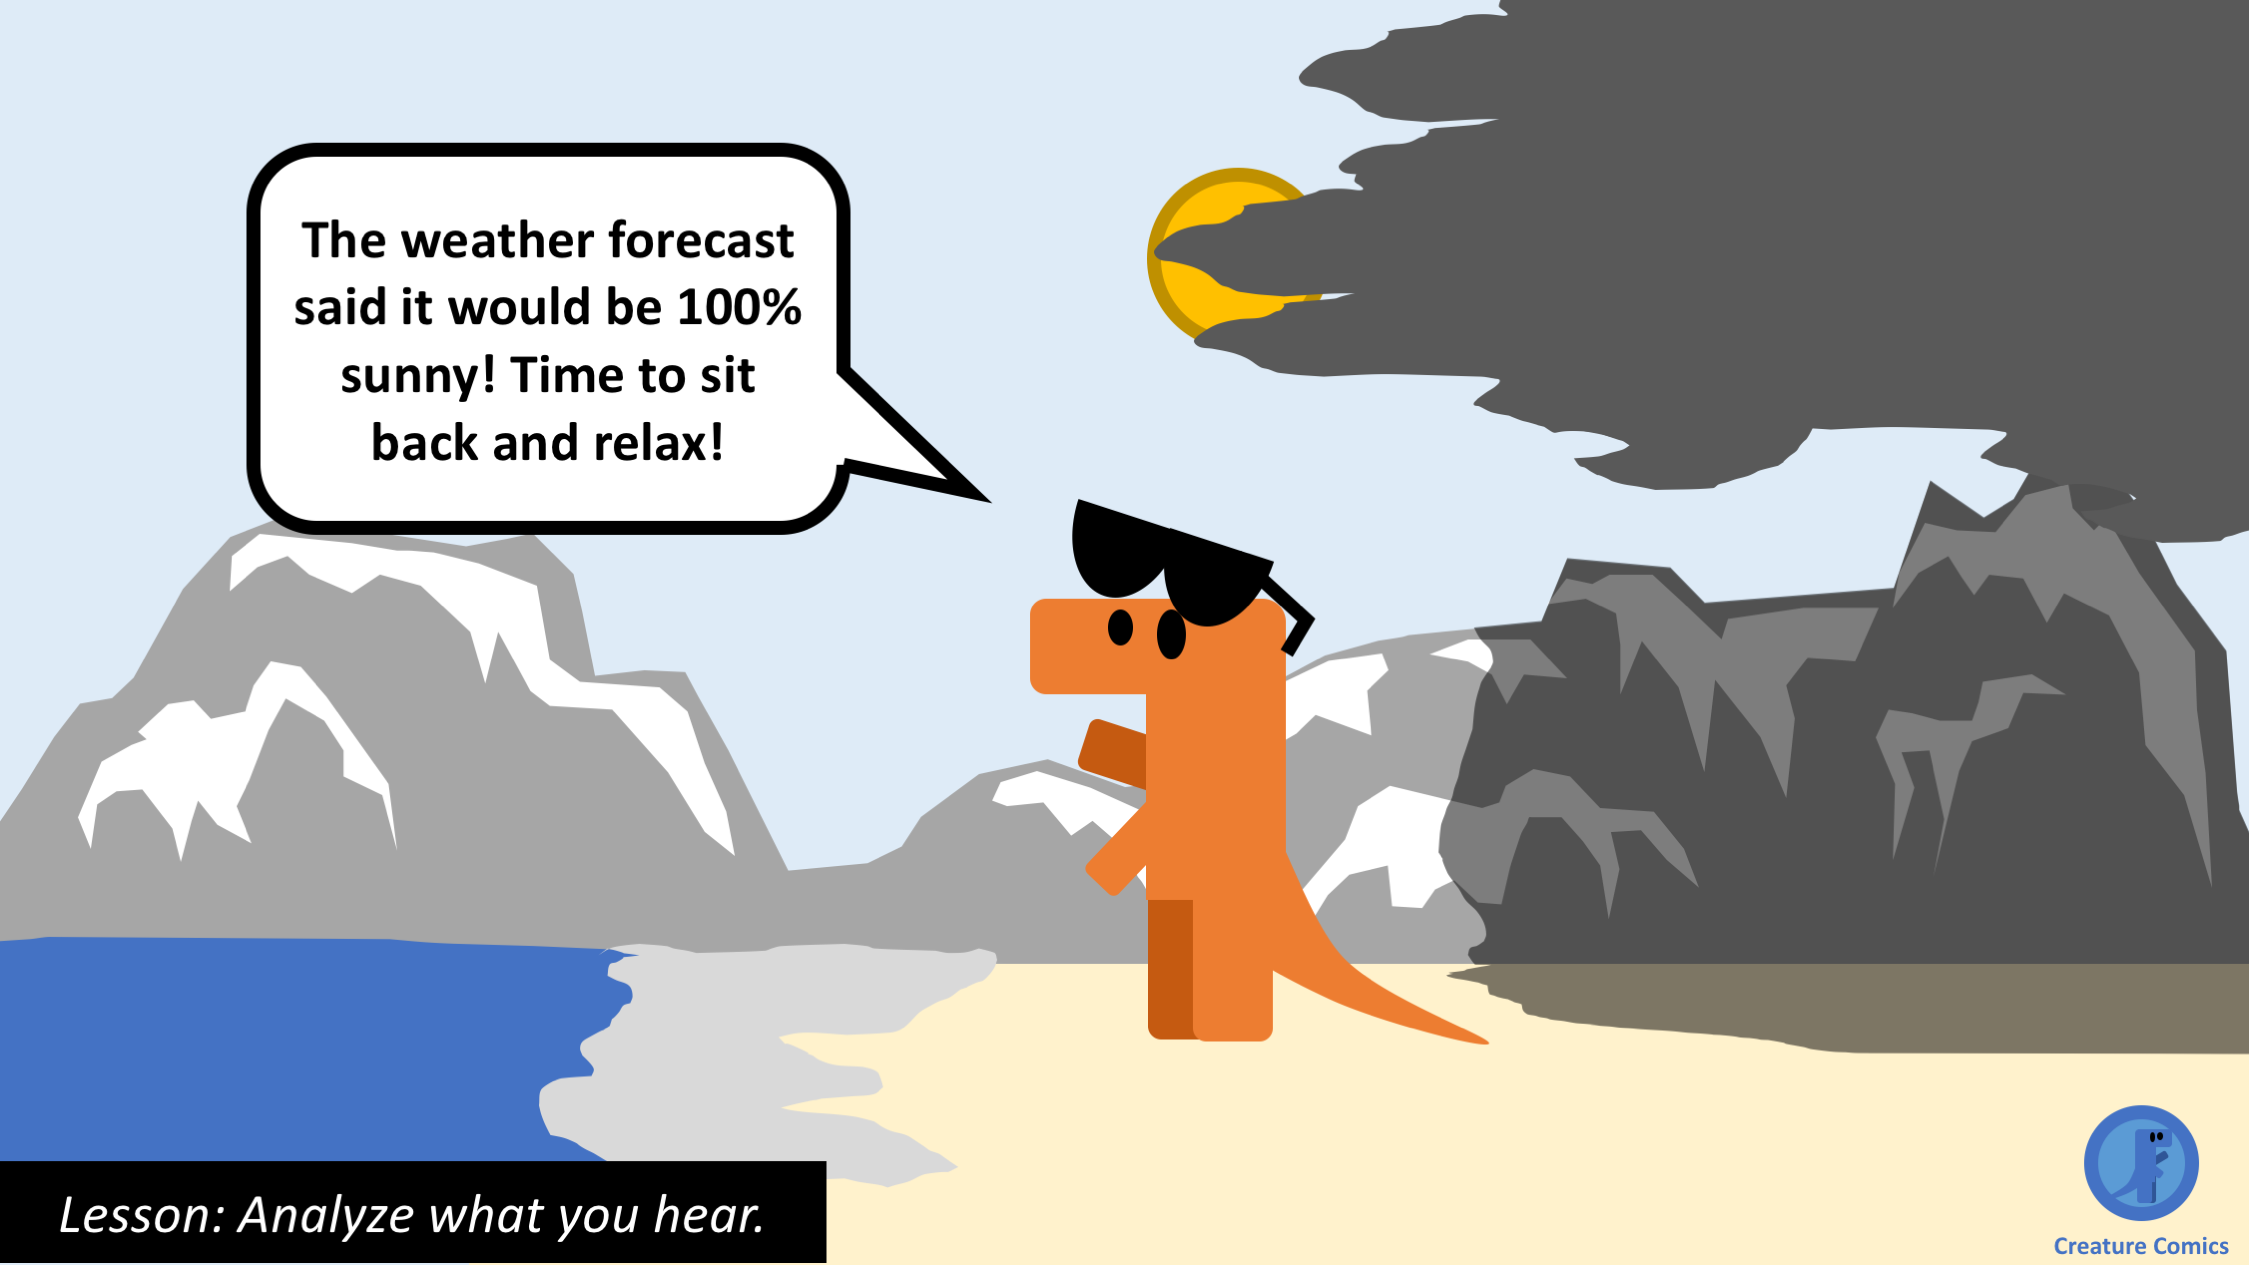 The weather forecast
said it would be 100%
sunny! Time to sit
back and relax!
Lesson: Analyze what you hear.
Creature Comics